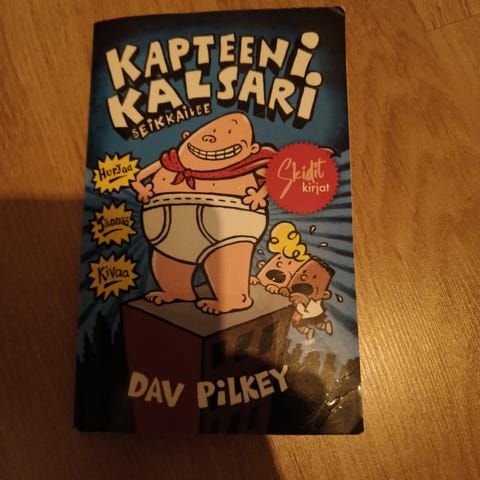 KAPTEENI
KALSARI
SEIKKAILEE
Skidit
kirjat
HURJAA
JÄNNÄÄ
KIVAA
DAV PILKEY